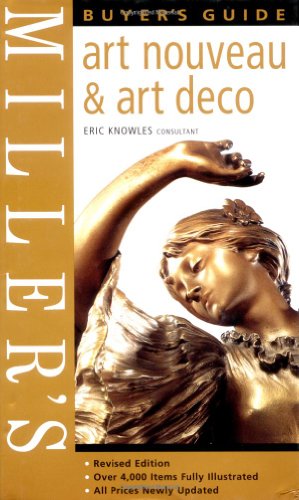 MILLER'S
BUYERS GUIDE
art nouveau
& art deco
ERIC KNOWLES CONSULTANT
• Revised Edition
• Over 4,000 Items Fully Illustrated
• All Prices Newly Updated